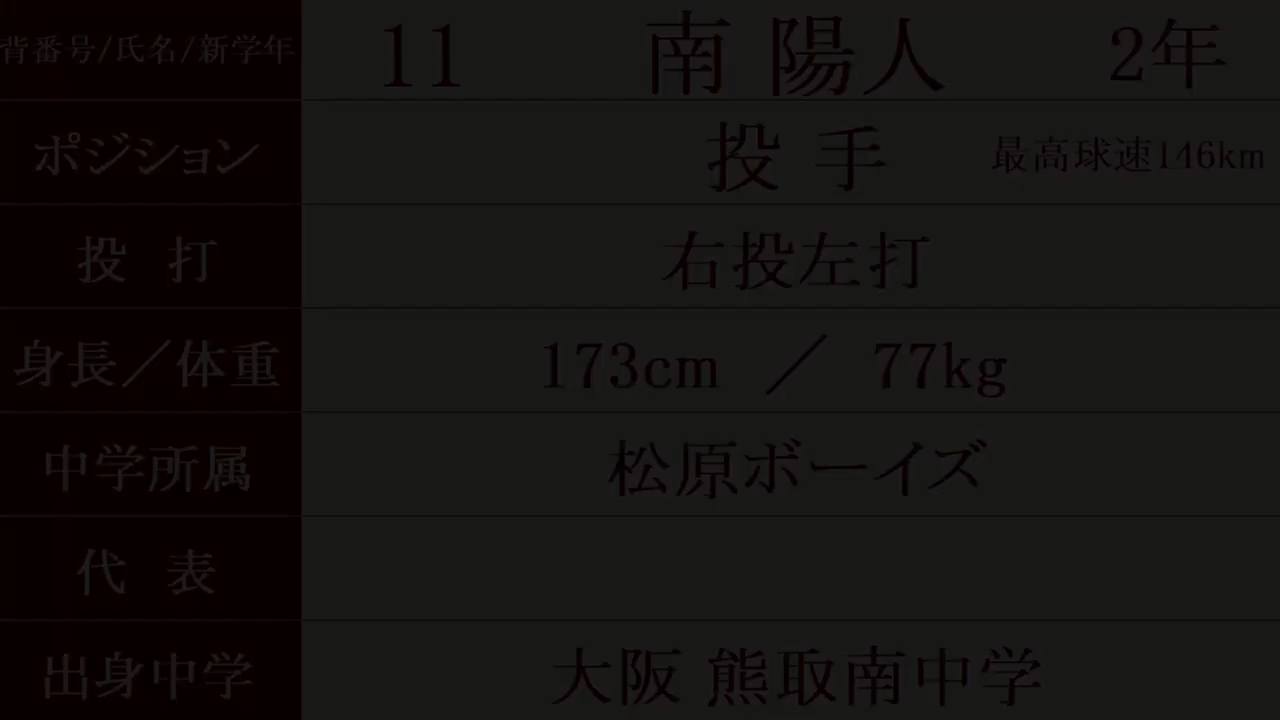 背番号/氏名/新学年 11 南 陽人 2年
ポジション 投 手 最高球速146km
投 打 右投左打
身長／体重 173cm ／ 77kg
中学所属 松原ボーイズ
代 表
出身中学 大阪 熊取南中学